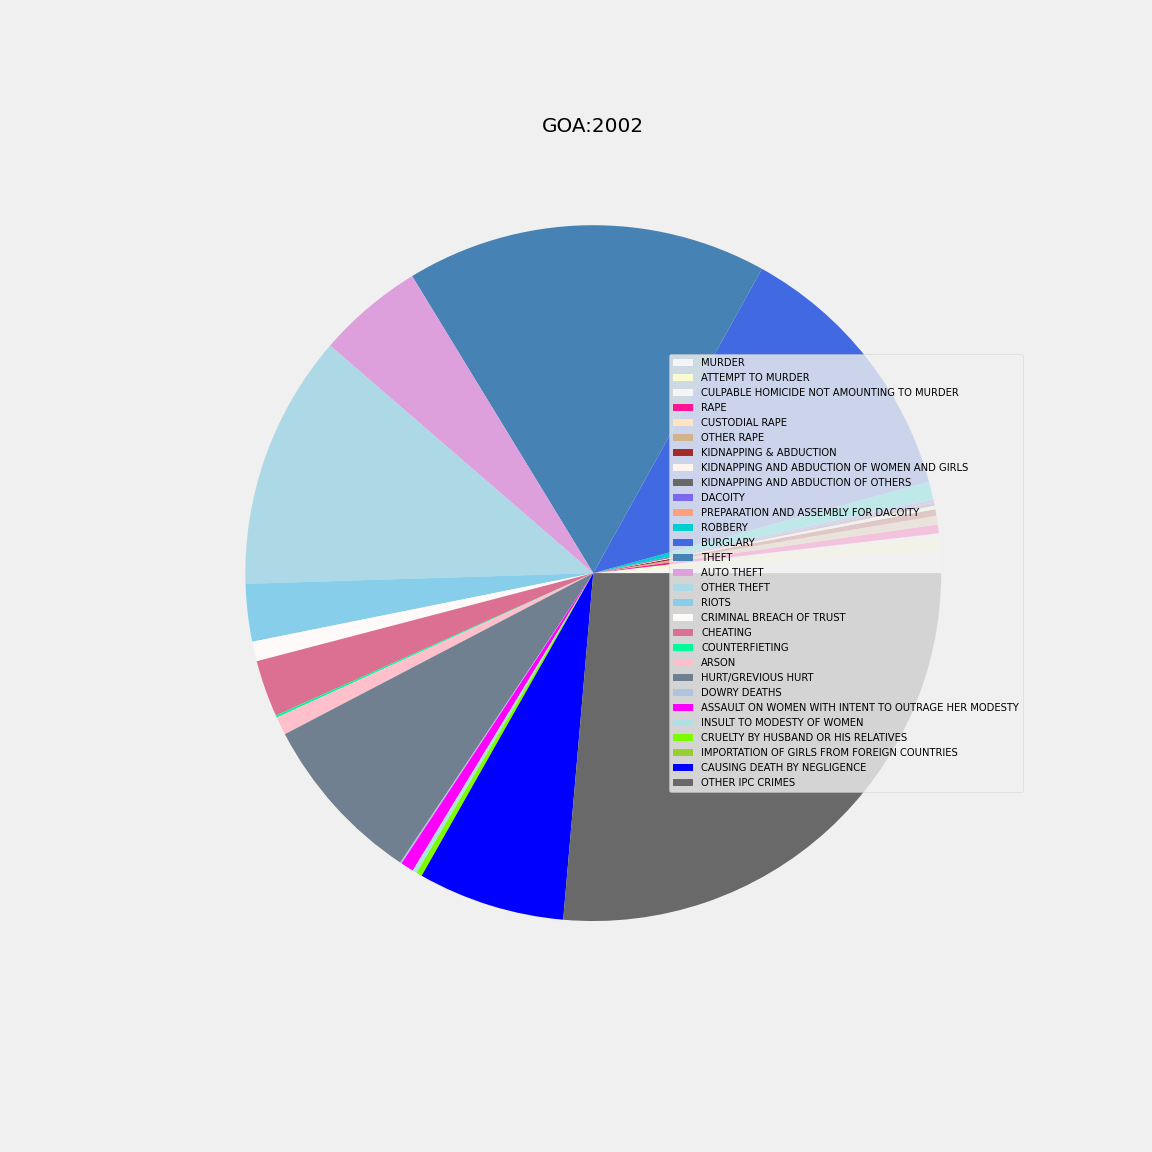 GOA:2002
MURDER
ATTEMPT TO MURDER
CULPABLE HOMICIDE NOT AMOUNTING TO MURDER
RAPE
CUSTODIAL RAPE
OTHER RAPE
KIDNAPPING & ABDUCTION
KIDNAPPING AND ABDUCTION OF WOMEN AND GIRLS
KIDNAPPING AND ABDUCTION OF OTHERS
DACOITY
PREPARATION AND ASSEMBLY FOR DACOITY
ROBBERY
BURGLARY
THEFT
AUTO THEFT
OTHER THEFT
RIOTS
CRIMINAL BREACH OF TRUST
CHEATING
COUNTERFIETING
ARSON
HURT/GREVIOUS HURT
DOWRY DEATHS
ASSAULT ON WOMEN WITH INTENT TO OUTRAGE HER MODESTY
INSULT TO MODESTY OF WOMEN
CRUELTY BY HUSBAND OR HIS RELATIVES
IMPORTATION OF GIRLS FROM FOREIGN COUNTRIES
CAUSING DEATH BY NEGLIGENCE
OTHER IPC CRIMES